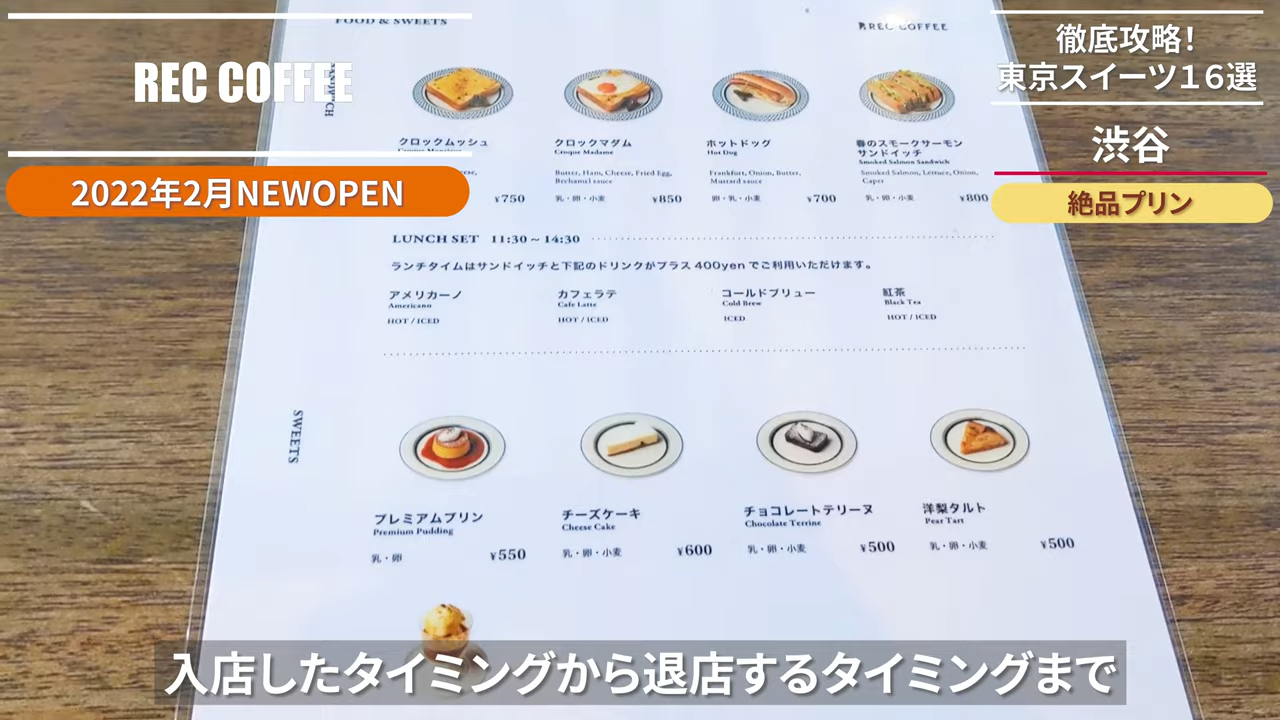 FOOD & SWEETS
REC COFFEE
REC COFFEE
徹底攻略！
東京スイーツ１６選
渋谷
絶品プリン
2022年2月NEWOPEN
クロックムッシュ
クロックマダム
Croque Madame
Butter, Ham, Cheese, Fried Egg,
Bechamel sauce
乳・卵・小麦
¥750
¥850
ホットドッグ
Hot Dog
Frankfurt, Onion, Butter,
Mustard sauce
卵・乳・小麦
¥700
春のスモークサーモン
サンドイッチ
Smoked Salmon Sandwich
Smoked Salmon, Lettuce, Onion,
Caper
乳・卵・小麦
¥800
LUNCH SET 11:30～14:30
ランチタイムはサンドイッチと下記のドリンクがプラス 400yen でご利用いただけます。
アメリカーノ
Americano
HOT / ICED
カフェラテ
Cafe Latte
HOT / ICED
コールドブリュー
Cold Brew
ICED
紅茶
Black Tea
HOT / ICED
SWEETS
プレミアムプリン
Premium Pudding
乳・卵
¥550
チーズケーキ
Cheese Cake
乳・卵・小麦
¥600
チョコレートテリーヌ
Chocolate Terrine
乳・卵・小麦
¥500
洋梨タルト
Pear Tart
乳・卵・小麦
¥500
入店したタイミングから退店するタイミングまで